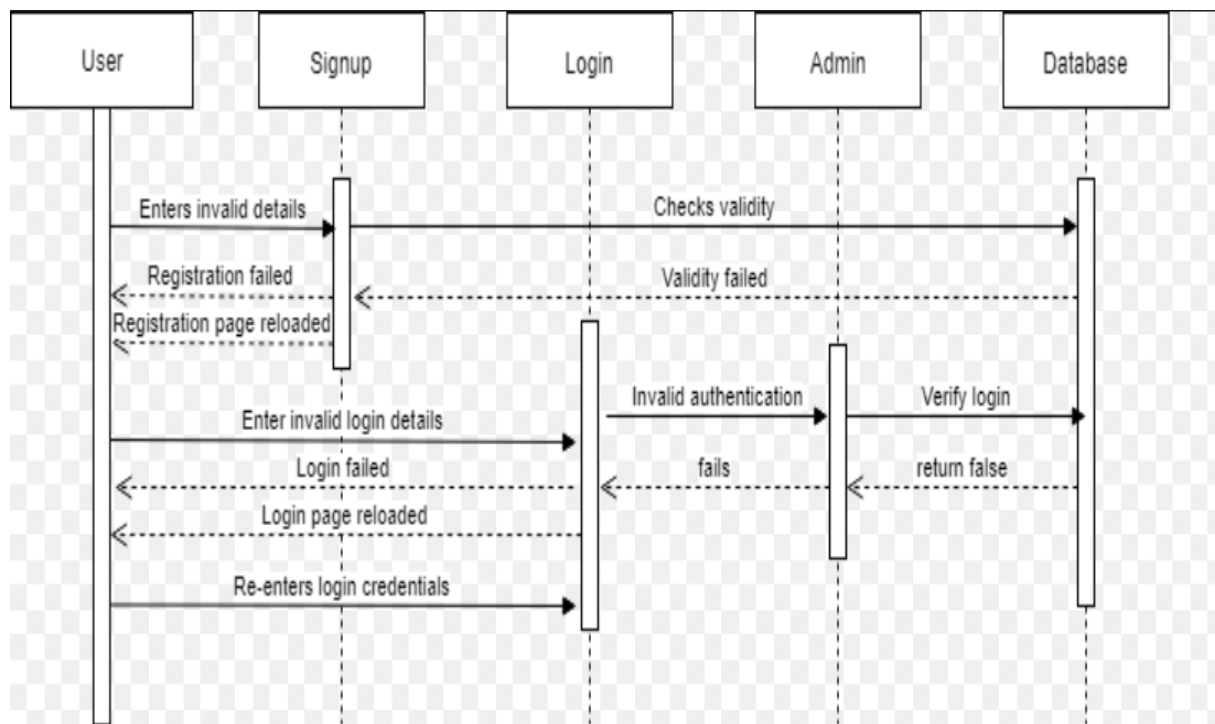 User
Signup
Login
Admin
Database
Enters invalid details
Checks validity
Registration failed
Validity failed
Registration page reloaded
Invalid authentication
Verify login
Enter invalid login details
Login failed
fails
return false
Login page reloaded
Re-enters login credentials